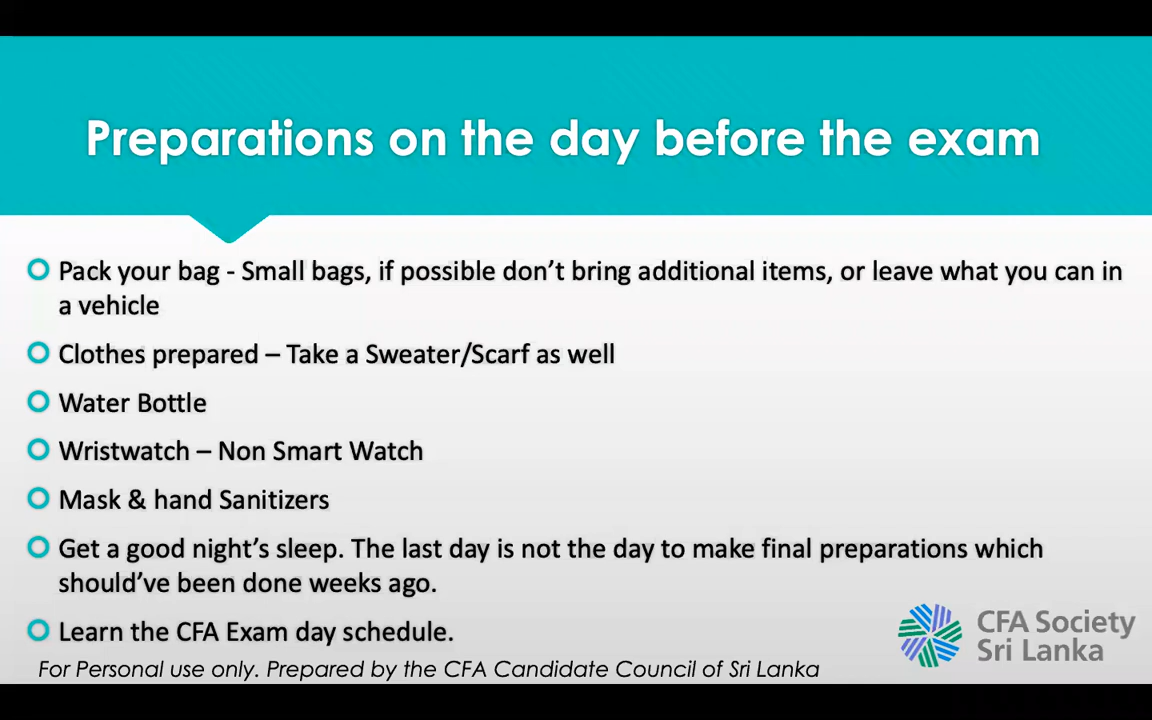 Preparations on the day before the exam
Pack your bag - Small bags, if possible don’t bring additional items, or leave what you can in
a vehicle
Clothes prepared – Take a Sweater/Scarf as well
Water Bottle
Wristwatch – Non Smart Watch
Mask & hand Sanitizers
Get a good night’s sleep. The last day is not the day to make final preparations which
should’ve been done weeks ago.
Learn the CFA Exam day schedule.
CFA Society
Sri Lanka
For Personal use only. Prepared by the CFA Candidate Council of Sri Lanka